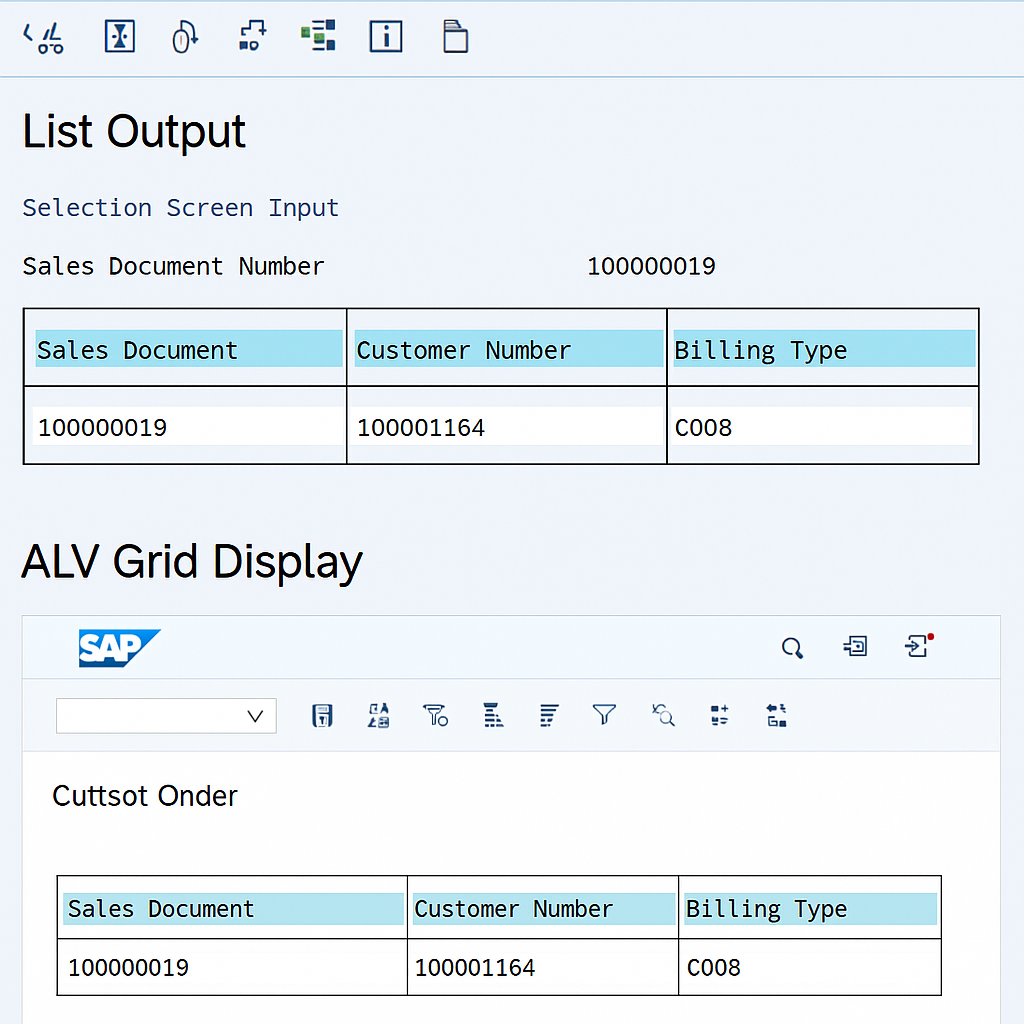 List Output
Selection Screen Input
Sales Document Number 100000019
Sales Document Customer Number Billing Type
100000019 100001164 C008
ALV Grid Display
SAP
Cuttsot Onder
Sales Document Customer Number Billing Type
100000019 100001164 C008